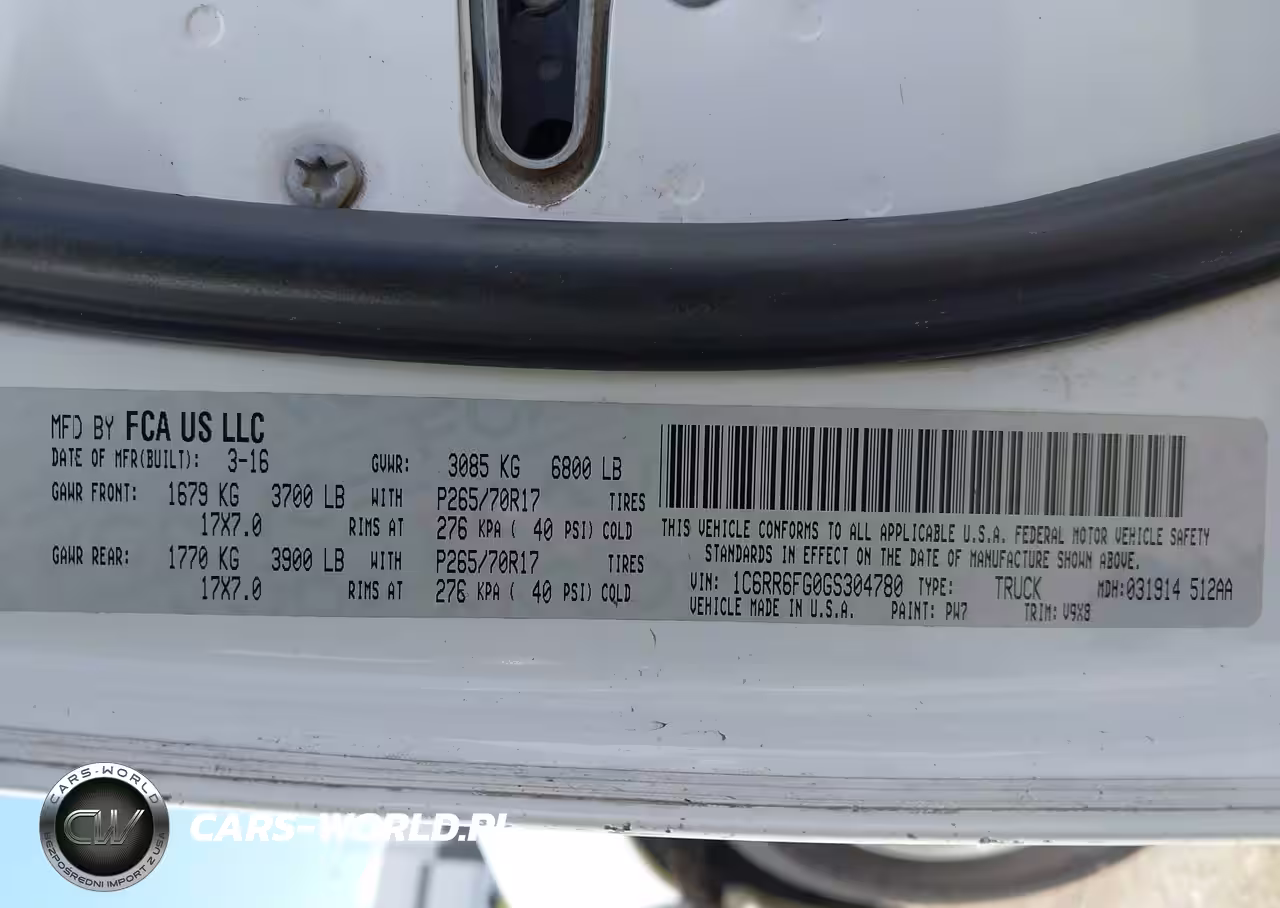 MFD BY FCA US LLC
DATE OF MFR(BUILT): 3-16 GVWR: 3085 KG 6800 LB
GAWR FRONT: 1679 KG 3700 LB WITH P265/70R17 TIRES
17X7.0 RIMS AT 276 KPA ( 40 PSI) COLD
GAWR REAR: 1770 KG 3900 LB WITH P265/70R17 TIRES
17X7.0 RIMS AT 276 KPA ( 40 PSI) COLD
THIS VEHICLE CONFORMS TO ALL APPLICABLE U.S.A. FEDERAL MOTOR VEHICLE SAFETY
STANDARDS IN EFFECT ON THE DATE OF MANUFACTURE SHOWN ABOVE.
VIN: 1C6RR6FG0GS304780 TYPE: TRUCK MDH:031914 512AA
VEHICLE MADE IN U.S.A. PAINT: PW7 TRIM: V9X8
CARS-WORLD
CW
BEZPOŚREDNI IMPORT Z USA
CARS-WORLD.PL